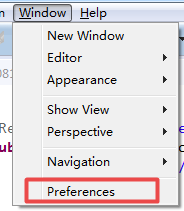 Window Help
New Window
Editor
Appearance
Show View
Perspective
Navigation
Preferences